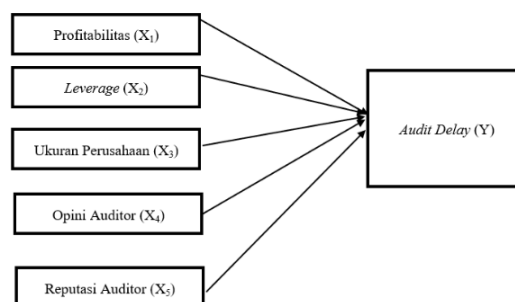 Profitabilitas (X₁)
Leverage (X₂)
Ukuran Perusahaan (X₃)
Opini Auditor (X₄)
Reputasi Auditor (X₅)
Audit Delay (Y)